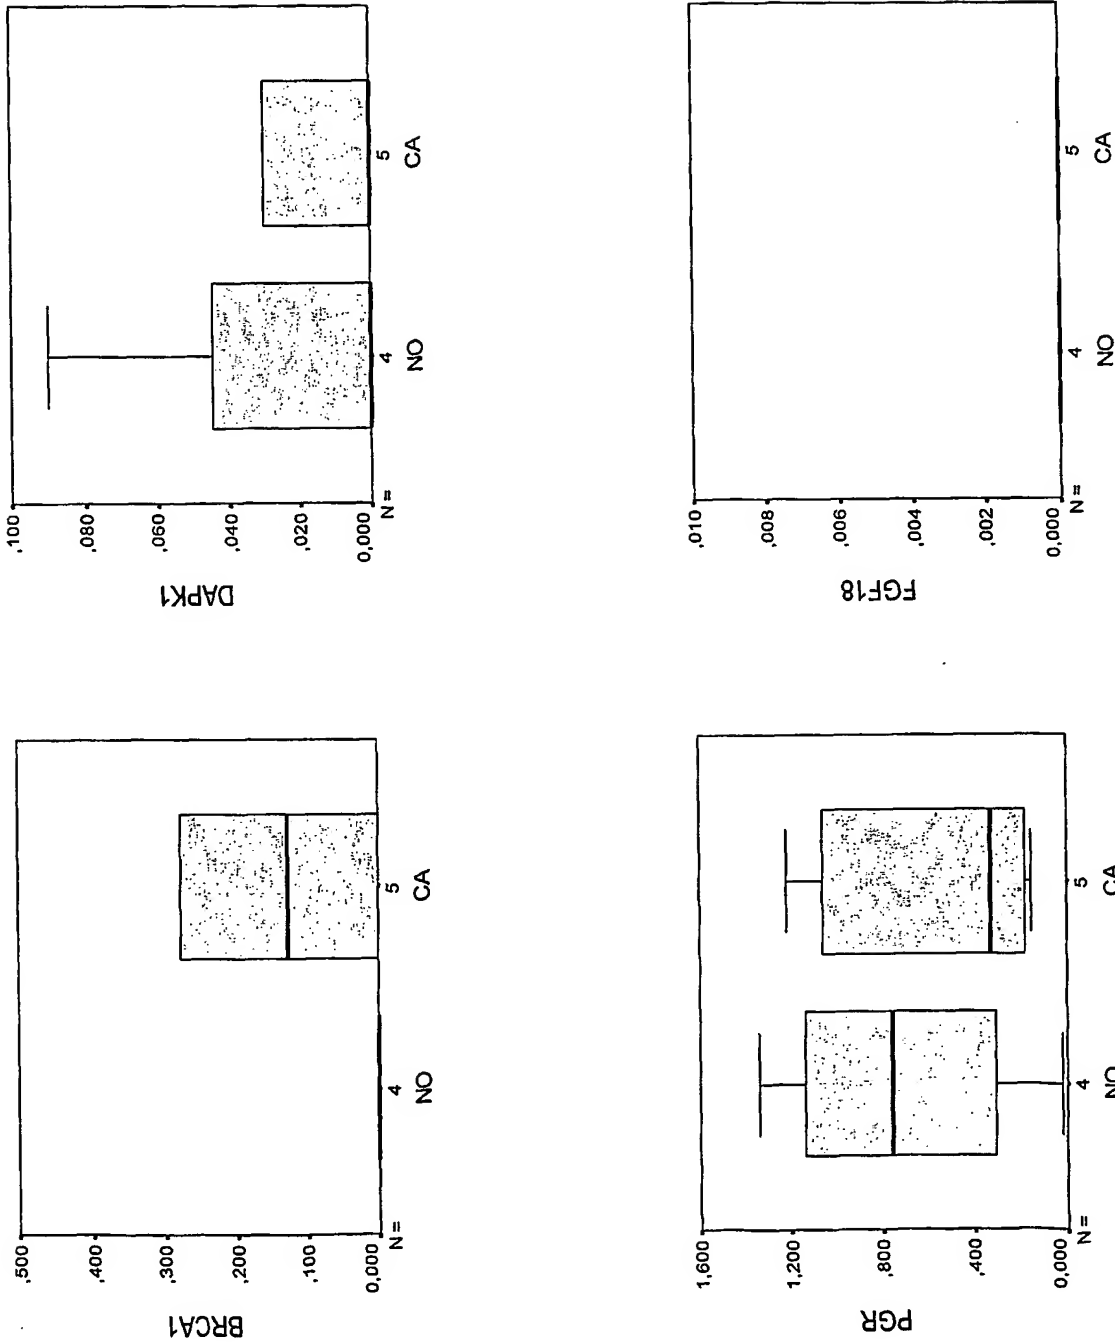 BRCA1
,500
,400
,300
,200
,100
0,000
N =
4
5
NO
CA
DAPK1
,100
,080
,060
,040
,020
0,000
N =
4
5
NO
CA
PGR
1,600
1,200
,800
,400
0,000
N =
4
5
NO
CA
FGF18
,010
,008
,006
,004
,002
0,000
N =
4
5
NO
CA